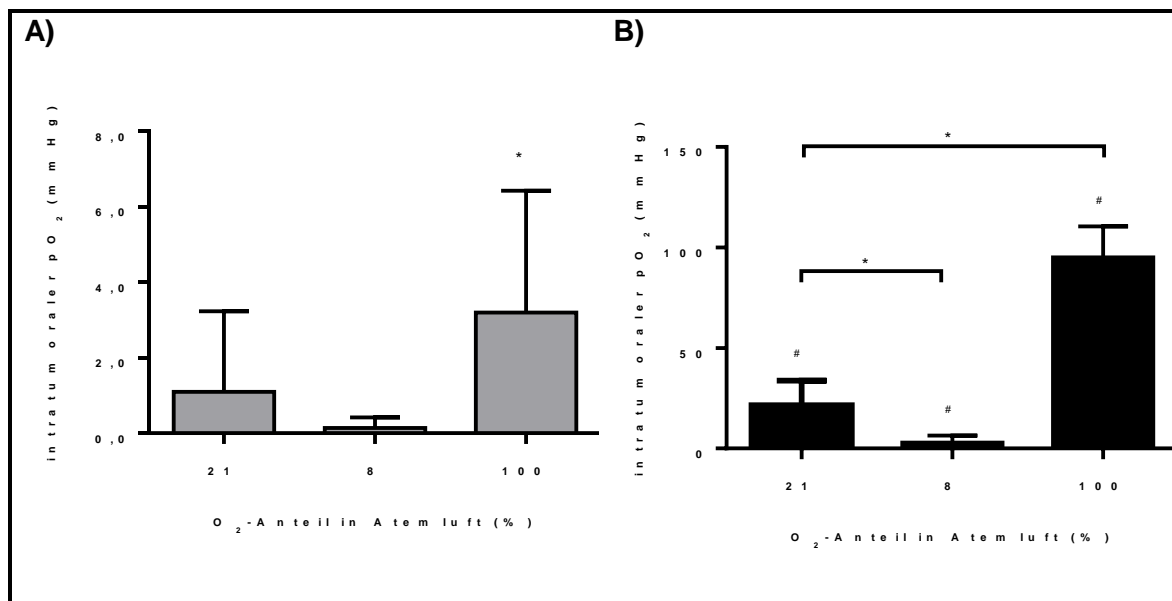 A)
intratumoraler pO2 (mmHg)
8,0
6,0
4,0
2,0
0,0
*
21 8 100
O2-Anteil in Atemluft (%)
B)
intratumoraler pO2 (mmHg)
150
100
50
0
*
*
#
#
#
21 8 100
O2-Anteil in Atemluft (%)